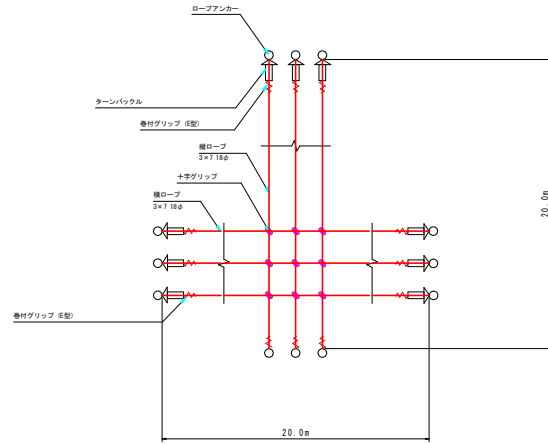 ロープアンカー
ターンバックル
巻付グリップ (E型)
縦ロープ
3×7 18φ
十字グリップ
横ロープ
3×7 18φ
巻付グリップ (E型)
20.0m
20.0m